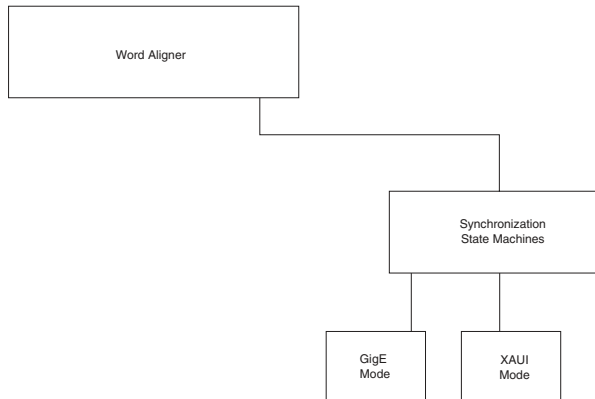 Word Aligner
Synchronization
State Machines
GigE
Mode
XAUI
Mode